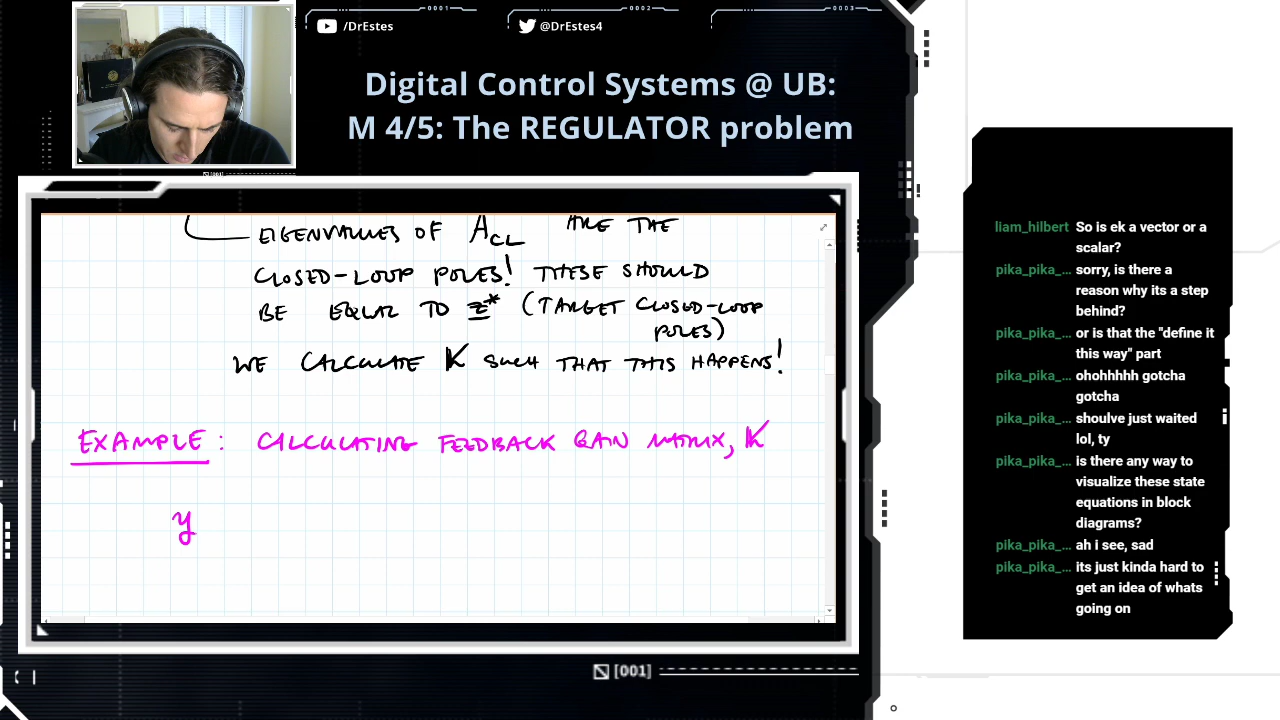 0001
0002
0003
/DrEstes
@DrEstes4
Digital Control Systems @ UB:
M 4/5: The REGULATOR problem
[001]
EIGENVALUES OF A_CL ARE THE
CLOSED-LOOP POLES! THESE SHOULD
BE EQUAL TO z* (TARGET CLOSED-LOOP
POLES)
WE CALCULATE K SUCH THAT THIS HAPPENS!
EXAMPLE: CALCULATING FEEDBACK GAIN MATRIX, K
y
[001]
liam_hilbert So is ek a vector or a
scalar?
pika_pika_... sorry, is there a
reason why its a step
behind?
pika_pika_... or is that the "define it
this way" part
pika_pika_... ohohhhhh gotcha
gotcha
pika_pika_... shoulve just waited
lol, ty
pika_pika_... is there any way to
visualize these state
equations in block
diagrams?
pika_pika_... ah i see, sad
pika_pika_... its just kinda hard to
get an idea of whats
going on